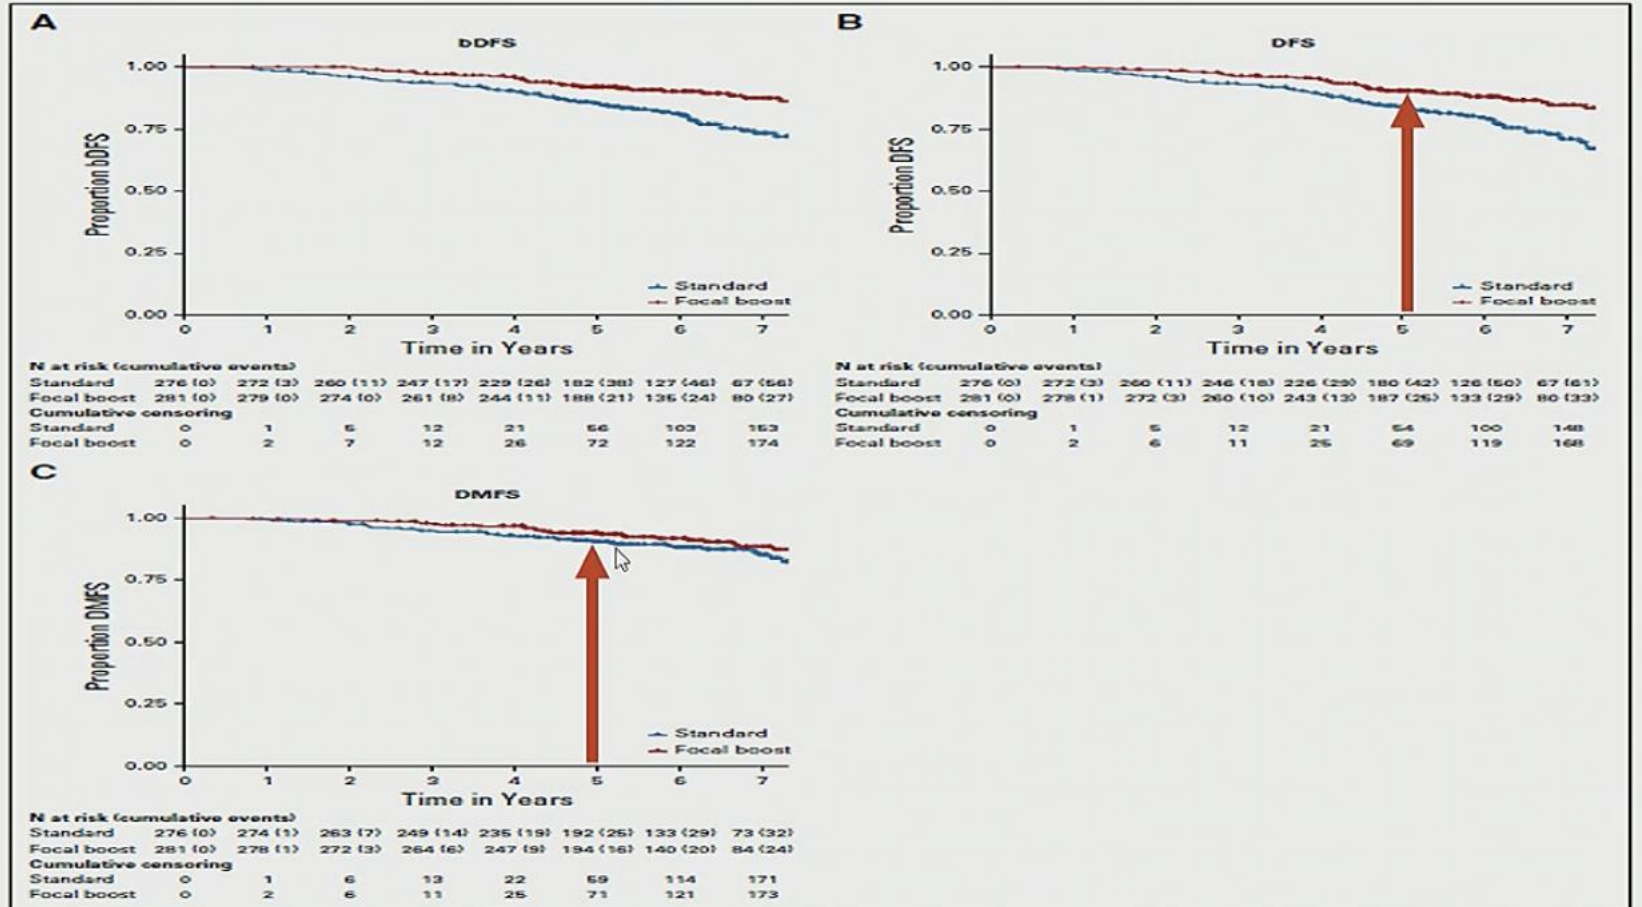 A
bDFS
1.00
0.75
0.50
0.25
0.00
Proportion bDFS
Standard
Focal boost
0 1 2 3 4 5 6 7
Time in Years
N at risk (cumulative events)
Standard 276 (0) 272 (3) 260 (11) 247 (17) 229 (26) 182 (38) 127 (46) 67 (56)
Focal boost 281 (0) 279 (0) 274 (0) 261 (8) 244 (11) 188 (21) 135 (24) 80 (27)
Cumulative censoring
Standard 0 1 5 12 21 56 103 153
Focal boost 0 2 7 12 26 72 122 174
B
DFS
1.00
0.75
0.50
0.25
0.00
Proportion DFS
Standard
Focal boost
0 1 2 3 4 5 6 7
Time in Years
N at risk (cumulative events)
Standard 276 (0) 272 (3) 260 (11) 246 (18) 226 (29) 180 (42) 126 (50) 67 (61)
Focal boost 281 (0) 278 (1) 272 (3) 260 (10) 243 (13) 187 (25) 133 (29) 80 (33)
Cumulative censoring
Standard 0 1 5 12 21 54 100 148
Focal boost 0 2 6 11 25 69 119 168
C
DMFS
1.00
0.75
0.50
0.25
0.00
Proportion DMFS
Standard
Focal boost
0 1 2 3 4 5 6 7
Time in Years
N at risk (cumulative events)
Standard 276 (0) 274 (1) 263 (7) 249 (14) 235 (19) 192 (25) 133 (29) 73 (32)
Focal boost 281 (0) 278 (1) 272 (3) 264 (6) 247 (9) 194 (16) 140 (20) 84 (24)
Cumulative censoring
Standard 0 1 6 13 22 59 114 171
Focal boost 0 2 6 11 25 71 121 173